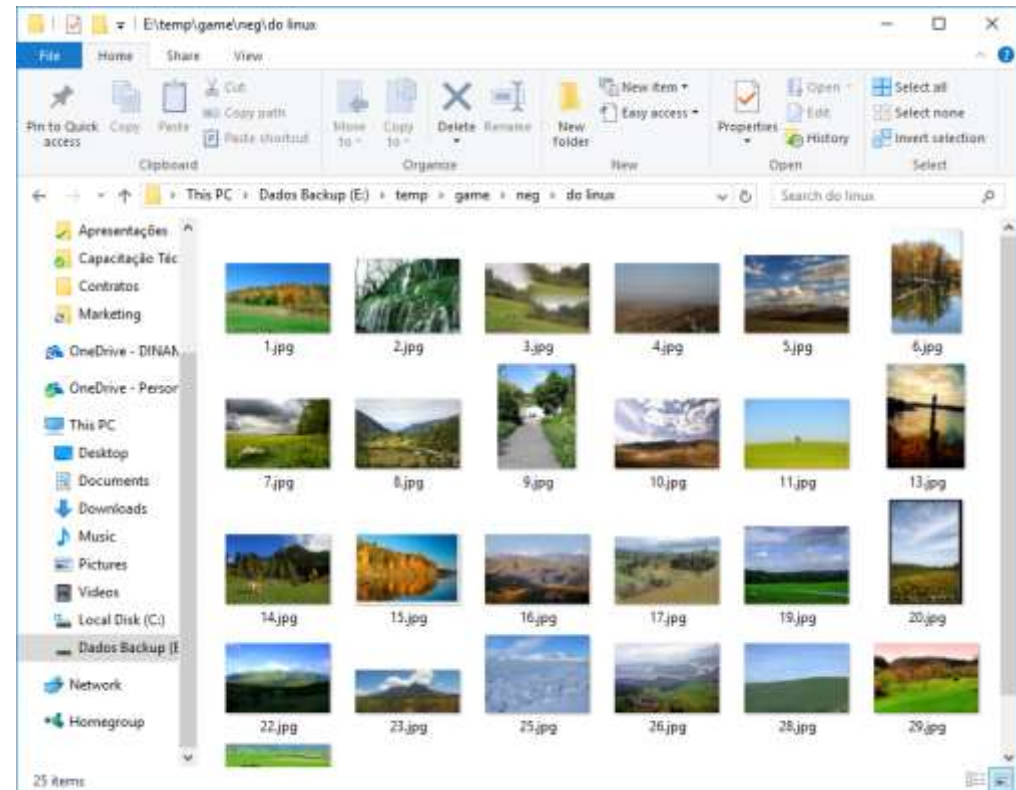 E:\temp\game\neg\do linux
File Home Share View
Pin to Quick access
Copy
Paste
Cut
Copy path
Paste shortcut
Move to
Copy to
Delete
Rename
New folder
New item
Easy access
Properties
Open
Edit
History
Select all
Select none
Invert selection
Clipboard Organize New Open Select
This PC Dados Backup (E:) temp game neg do linux
Search do linux
Apresentações
Capacitação Téc
Contratos
Marketing
OneDrive - DINAM
OneDrive - Person
This PC
Desktop
Documents
Downloads
Music
Pictures
Videos
Local Disk (C:)
Dados Backup (E
Network
Homegroup
1.jpg 2.jpg 3.jpg 4.jpg 5.jpg 6.jpg
7.jpg 8.jpg 9.jpg 10.jpg 11.jpg 13.jpg
14.jpg 15.jpg 16.jpg 17.jpg 19.jpg 20.jpg
22.jpg 23.jpg 25.jpg 26.jpg 28.jpg 29.jpg
25 items